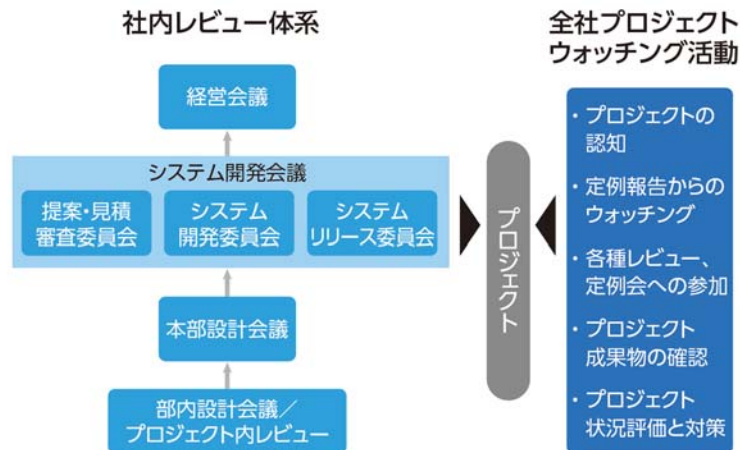 社内レビュー体系
経営会議
システム開発会議
提案・見積
審査委員会
システム
開発委員会
システム
リリース委員会
本部設計会議
部内設計会議／
プロジェクト内レビュー
プロジェクト
全社プロジェクト
ウォッチング活動
・プロジェクトの
認知
・定例報告からの
ウォッチング
・各種レビュー、
定例会への参加
・プロジェクト
成果物の確認
・プロジェクト
状況評価と対策